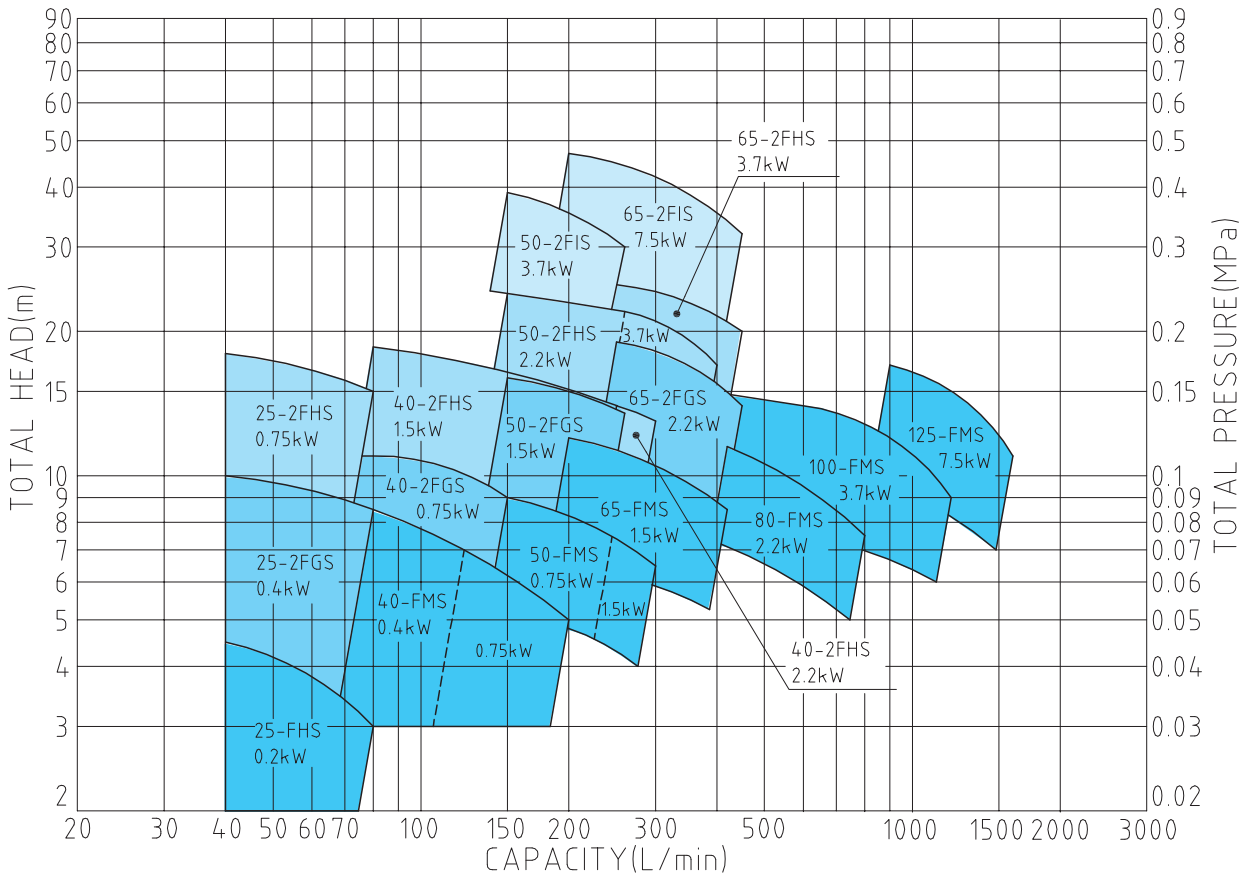 90
80
70
60
50
40
30
20
15
10
9
8
7
6
5
4
3
2
TOTAL HEAD(m)
0.9
0.8
0.7
0.6
0.5
0.4
0.3
0.2
0.15
0.1
0.09
0.08
0.07
0.06
0.05
0.04
0.03
0.02
TOTAL PRESSURE(MPa)
65-2FHS
3.7kW
65-2FIS
7.5kW
50-2FIS
3.7kW
50-2FHS
2.2kW
3.7kW
25-2FHS
0.75kW
40-2FHS
1.5kW
50-2FGS
1.5kW
65-2FGS
2.2kW
125-FMS
7.5kW
100-FMS
3.7kW
40-2FGS
0.75kW
65-FMS
1.5kW
80-FMS
2.2kW
25-2FGS
0.4kW
50-FMS
0.75kW
1.5kW
40-FMS
0.4kW
0.75kW
40-2FHS
2.2kW
25-FHS
0.2kW
20 30 40 50 60 70 100 150 200 300 500 1000 1500 2000 3000
CAPACITY(L/min)